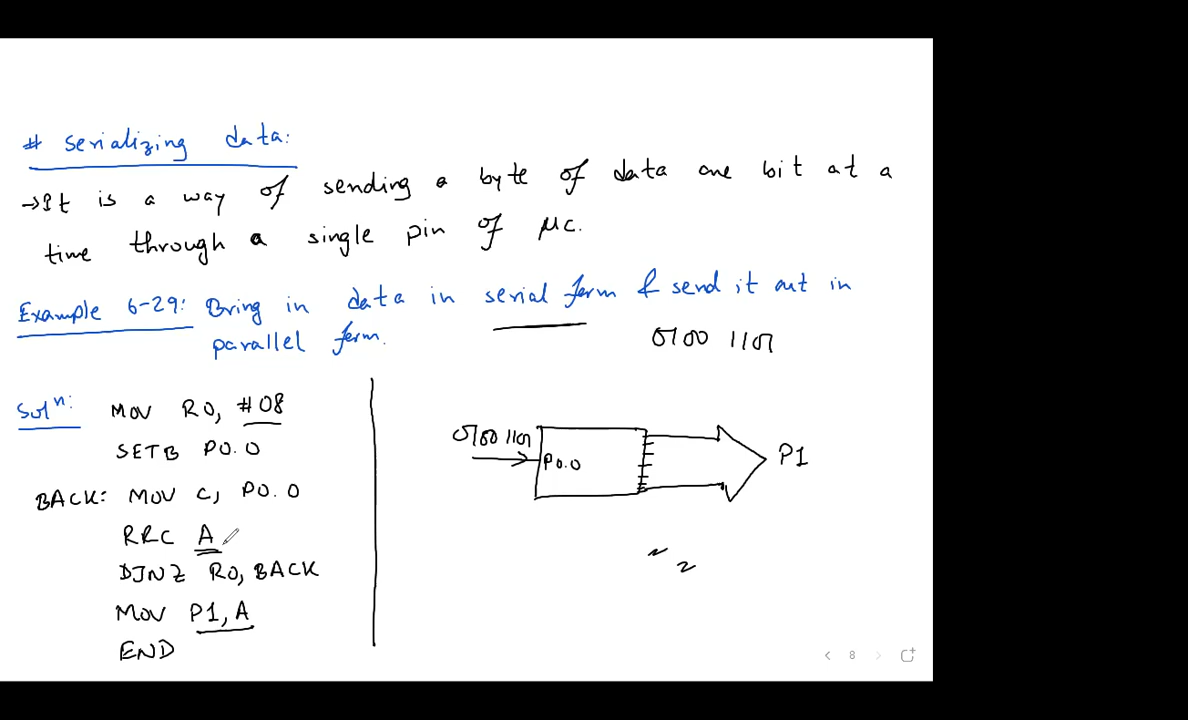 # Serializing data:
→It is a way of sending a byte of data one bit at a
time through a single pin of μc.
Example 6-29: Bring in data in serial form & send it out in
parallel form.
0100 1101
Solⁿ: MOV R0, #08
SETB P0.0
BACK: MOV C, P0.0
RRC A
DJNZ R0, BACK
MOV P1, A
END
0100 1101
P0.0
P1
8